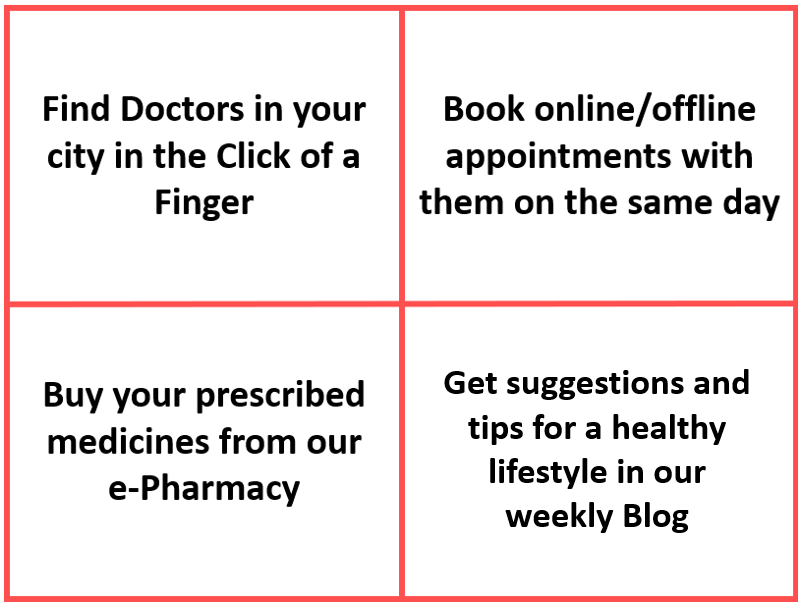 Find Doctors in your
city in the Click of a
Finger
Book online/offline
appointments with
them on the same day
Buy your prescribed
medicines from our
e-Pharmacy
Get suggestions and
tips for a healthy
lifestyle in our
weekly Blog